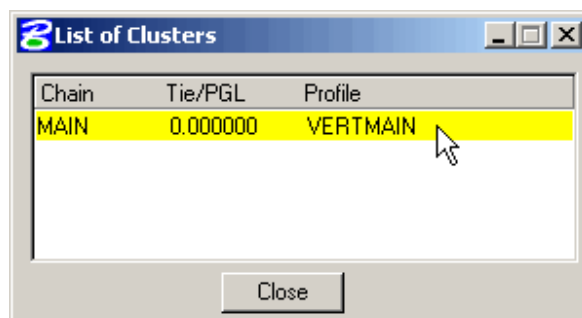 List of Clusters
Chain Tie/PGL Profile
MAIN 0.000000 VERTMAIN
Close